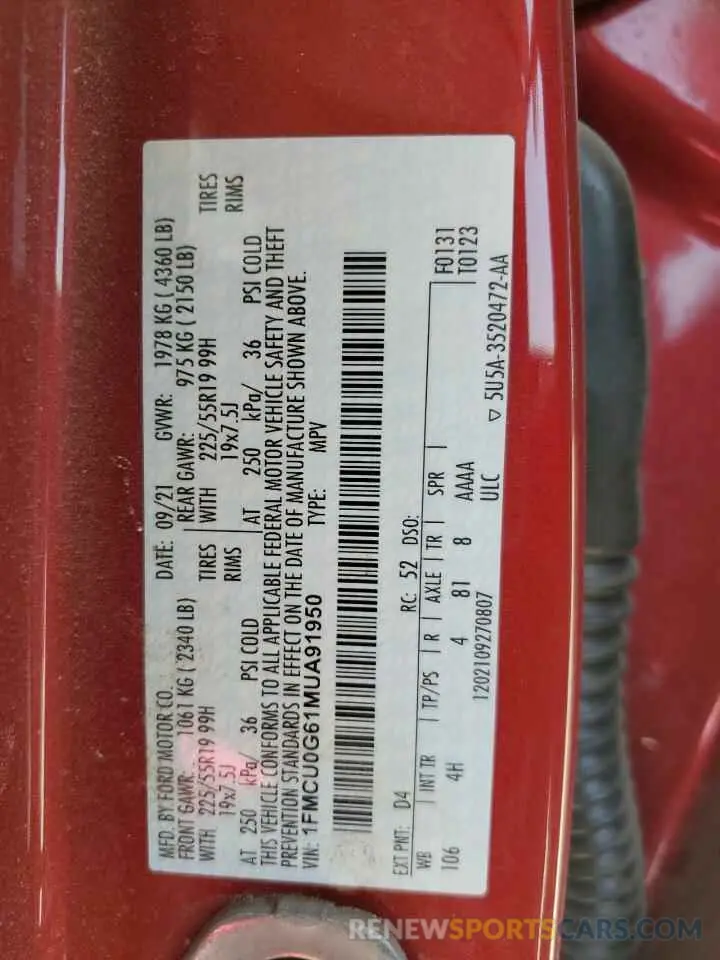 MFD. BY FORD MOTOR CO.
DATE: 09/21 GVWR: 1978 KG ( 4360 LB)
FRONT GAWR: 1061 KG ( 2340 LB)
REAR GAWR: 975 KG ( 2150 LB)
WITH 225/55R19 99H TIRES
WITH 225/55R19 99H TIRES
19x7.5J RIMS
19x7.5J RIMS
AT 250 kPa/ 36 PSI COLD
AT 250 kPa/ 36 PSI COLD
THIS VEHICLE CONFORMS TO ALL APPLICABLE FEDERAL MOTOR VEHICLE SAFETY AND THEFT
PREVENTION STANDARDS IN EFFECT ON THE DATE OF MANUFACTURE SHOWN ABOVE.
VIN: 1FMCU0G61MUA91950 TYPE: MPV
EXT PNT: D4 RC: 52 DSO: F0131
WB INT TR TP/PS R AXLE TR SPR T0123
106 4H 4 81 8 AAAA
1202109270807 ULC
▽ 5U5A-3520472-AA
RENEWSPORTSCARS.COM